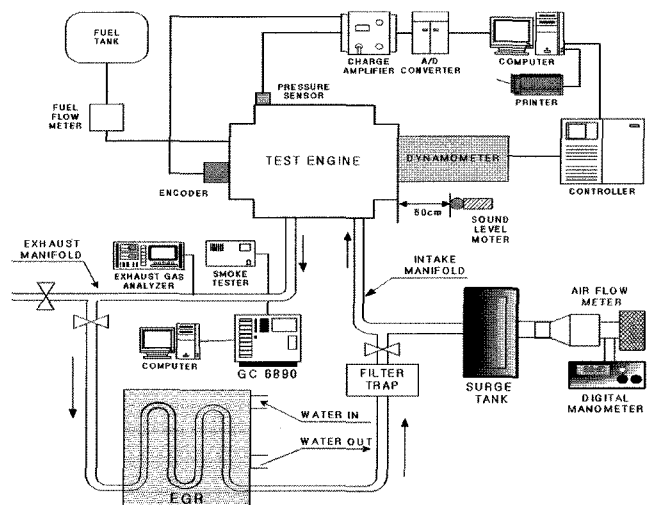 FUEL
TANK
FUEL
FLOW
METER
CHARGE
AMPLIFIER
A/D
CONVERTER
COMPUTER
PRINTER
PRESSURE
SENSOR
TEST ENGINE
DYNAMOMETER
ENCODER
CONTROLLER
50cm
SOUND
LEVEL
MOTER
EXHAUST
MANIFOLD
EXHAUST GAS
ANALYZER
SMOKE
TESTER
INTAKE
MANIFOLD
AIR FLOW
METER
COMPUTER
GC 6890
FILTER
TRAP
SURGE
TANK
DIGITAL
MANOMETER
WATER IN
WATER OUT
EGR